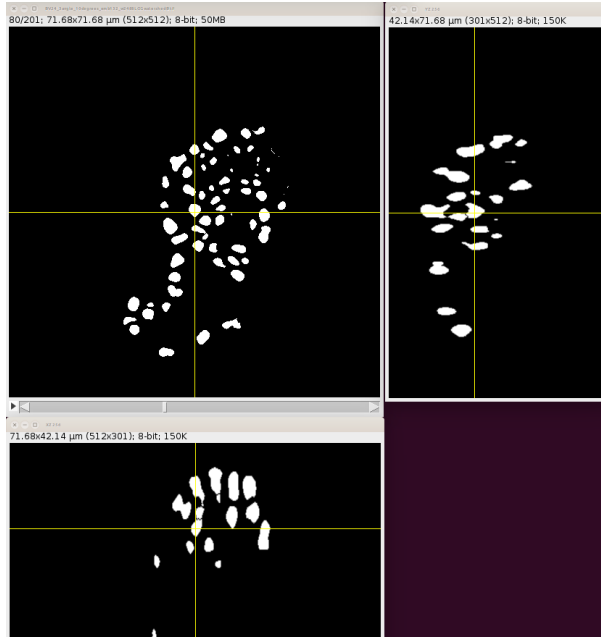 80/201; 71.68x71.68 µm (512x512); 8-bit; 50MB
42.14x71.68 µm (301x512); 8-bit; 150K
71.68x42.14 µm (512x301); 8-bit; 150K